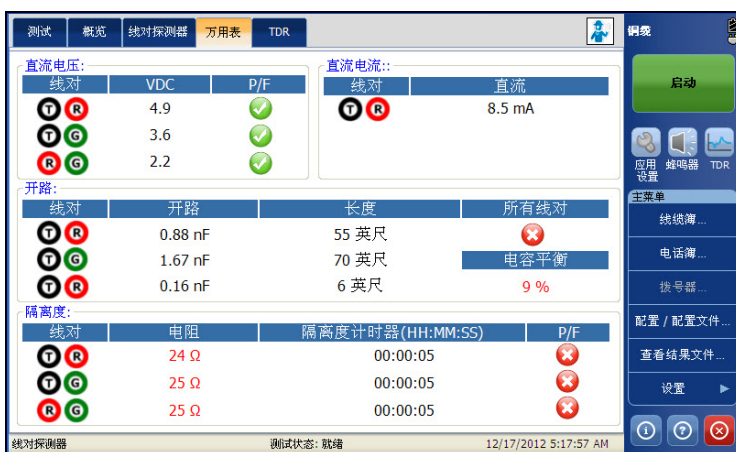 测试 概览 线对探测器 万用表 TDR
直流电压:
线对 VDC P/F
T R 4.9
T G 3.6
R G 2.2
直流电流::
线对 直流
T R 8.5 mA
开路:
线对 开路 长度 所有线对
T R 0.88 nF 55 英尺
T G 1.67 nF 70 英尺 电容平衡
T R 0.16 nF 6 英尺 9 %
隔离度:
线对 电阻 隔离度计时器(HH:MM:SS) P/F
T R 24 Ω 00:00:05
T G 25 Ω 00:00:05
R G 25 Ω 00:00:05
线对探测器 测试状态: 就绪 12/17/2012 5:17:57 AM
铜缆
启动
应用设置 蜂鸣器 TDR
主菜单
线缆簿...
电话簿...
拨号器...
配置 / 配置文件...
查看结果文件...
设置